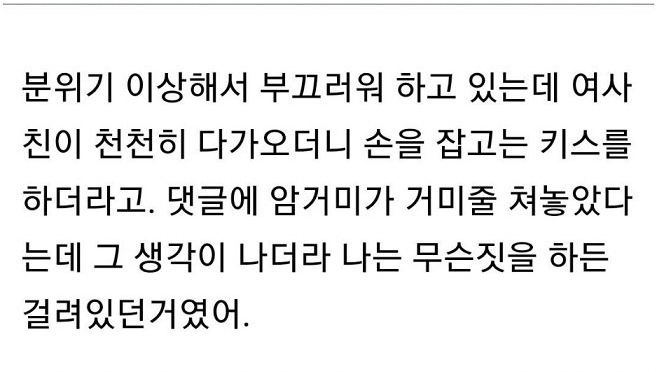 분위기 이상해서 부끄러워 하고 있는데 여사
친이 천천히 다가오더니 손을 잡고는 키스를
하더라고. 댓글에 암거미가 거미줄 쳐놓았다
는데 그 생각이 나더라 나는 무슨짓을 하든
걸려있던거였어.